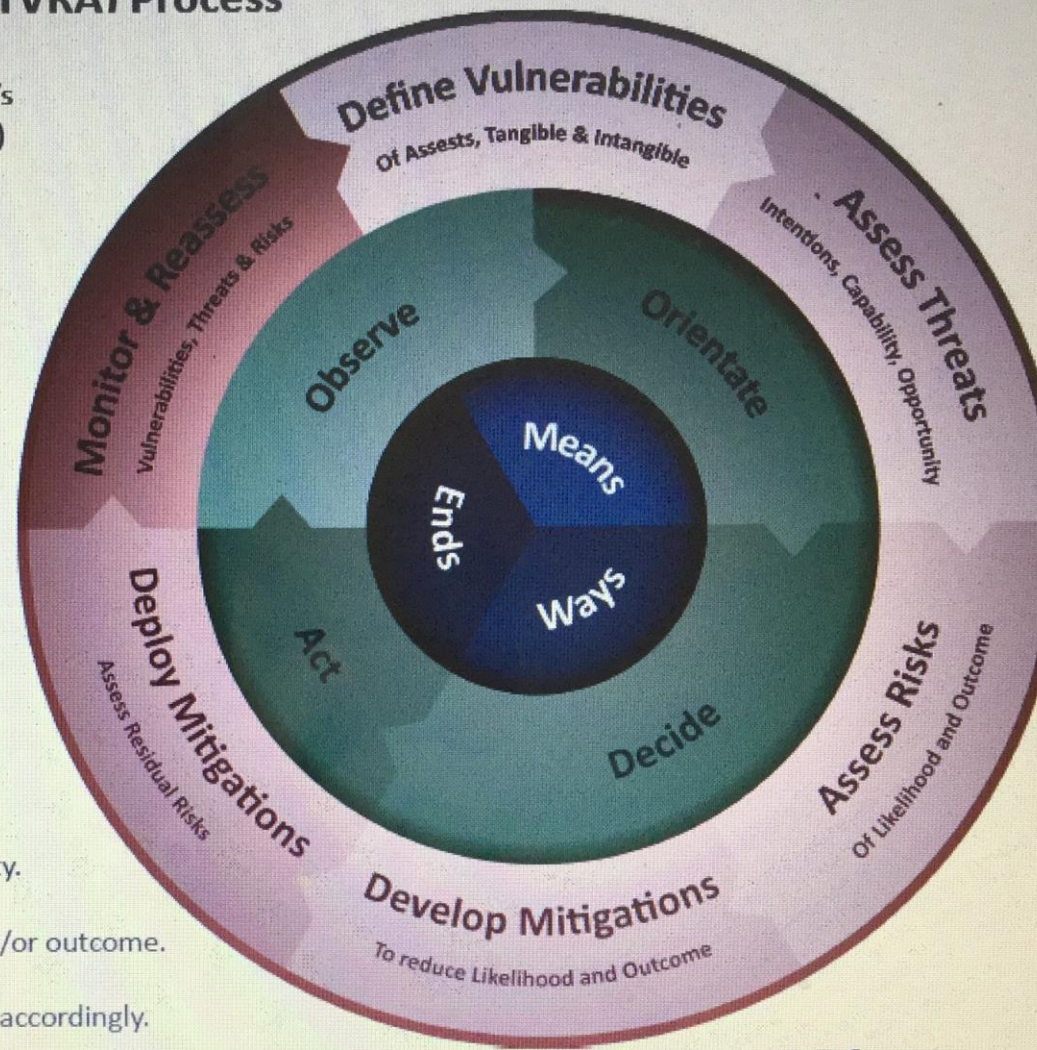 TVRA) Process
's
)
Define Vulnerabilities
Of Assests, Tangible & Intangible
Assess Threats
Intentions, Capability, Opportunity
Assess Risks
Of Likelihood and Outcome
Develop Mitigations
To reduce Likelihood and Outcome
Deploy Mitigations
Assess Residual Risks
Monitor & Reassess
Vulnerabilities, Threats & Risks
Observe
Orientate
Decide
Act
Means
Ways
Ends
y.
/or outcome.
accordingly.